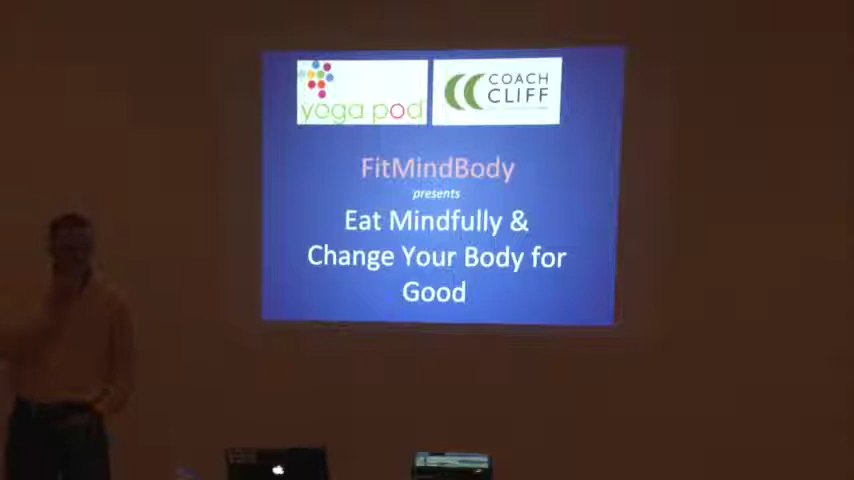 yoga pod
COACH
CLIFF
FitMindBody
presents
Eat Mindfully &
Change Your Body for
Good